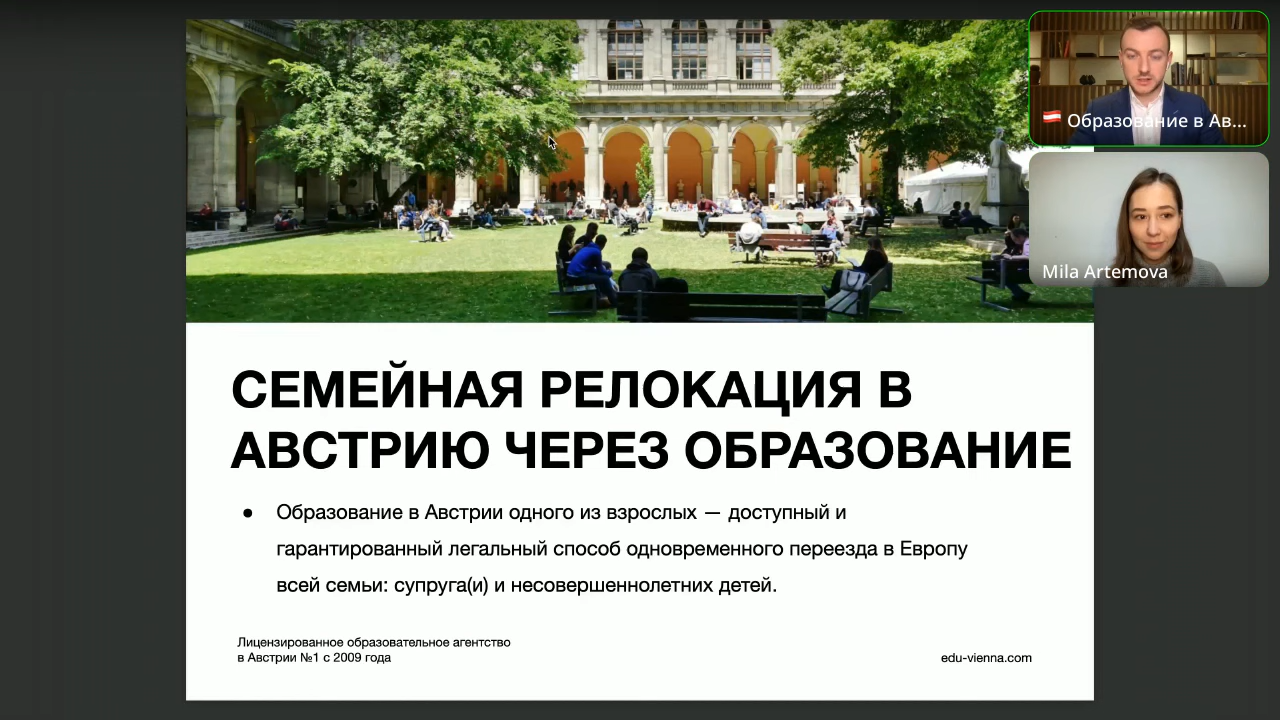 Образование в Ав...
Mila Artemova
СЕМЕЙНАЯ РЕЛОКАЦИЯ В
АВСТРИЮ ЧЕРЕЗ ОБРАЗОВАНИЕ
● Образование в Австрии одного из взрослых — доступный и
гарантированный легальный способ одновременного переезда в Европу
всей семьи: супруга(и) и несовершеннолетних детей.
Лицензированное образовательное агентство
в Австрии №1 с 2009 года
edu-vienna.com